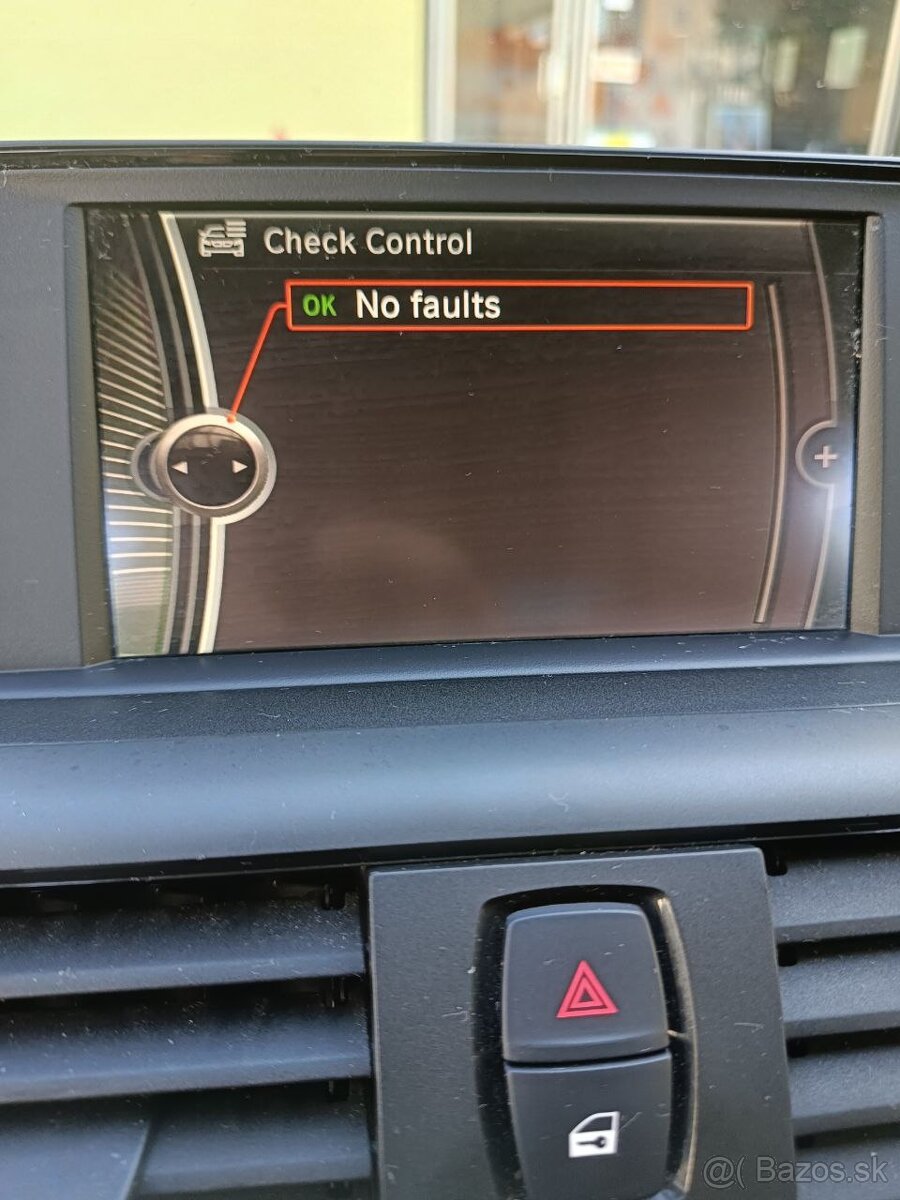 Check Control
OK No faults
+
@( Bazos.sk